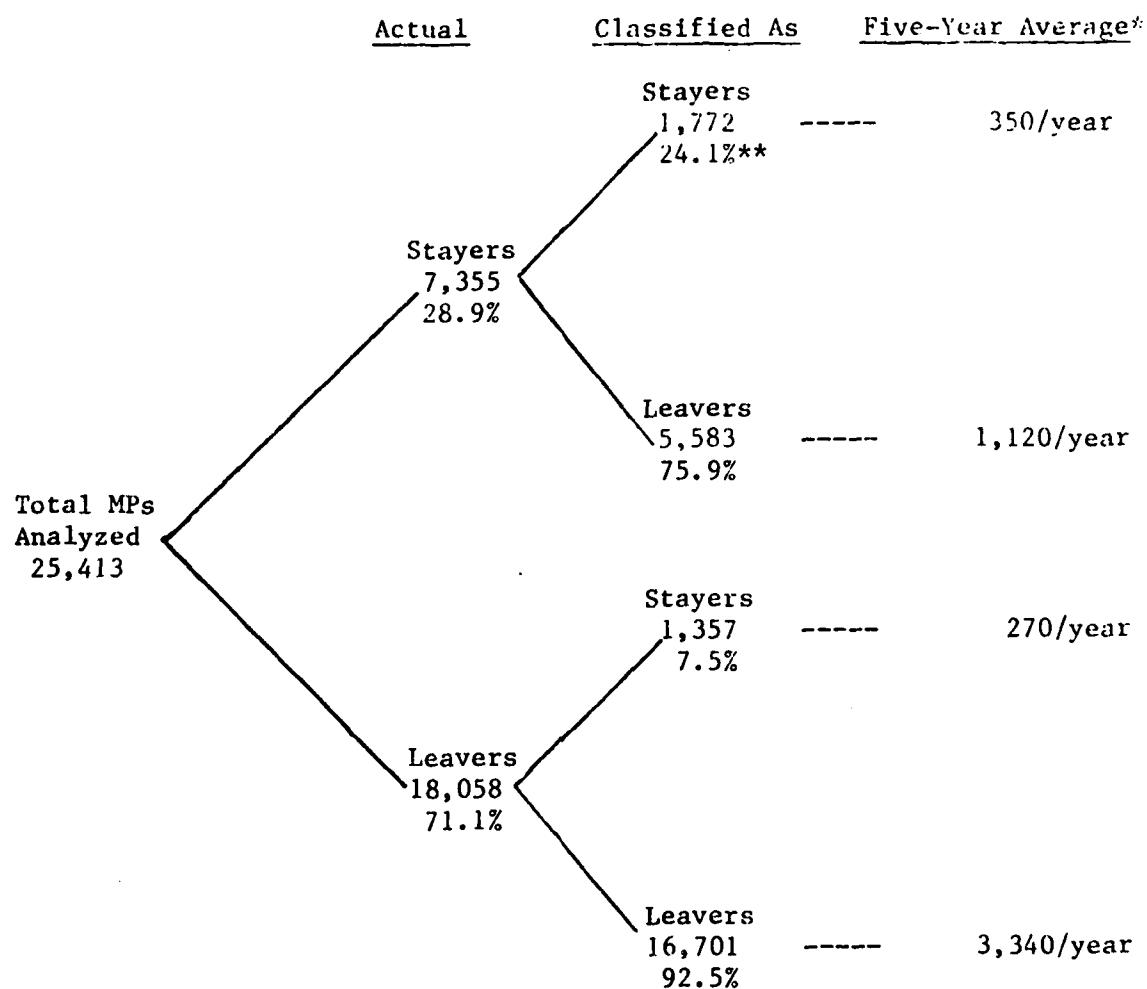 Actual Classified As Five-Year Average*
Stayers
1,772 ----- 350/year
24.1%**
Stayers
7,355
28.9%
Leavers
5,583 ----- 1,120/year
75.9%
Total MPs
Analyzed
25,413
Stayers
1,357 ----- 270/year
7.5%
Leavers
18,058
71.1%
Leavers
16,701 ----- 3,340/year
92.5%